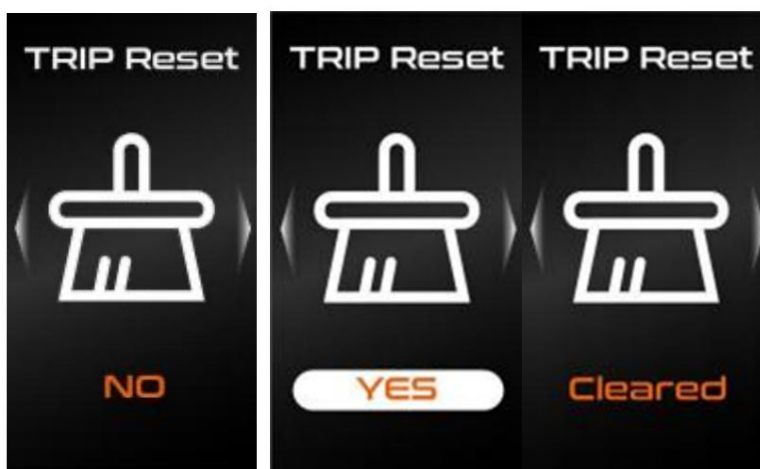 TRIP Reset
NO
TRIP Reset
YES
TRIP Reset
Cleared